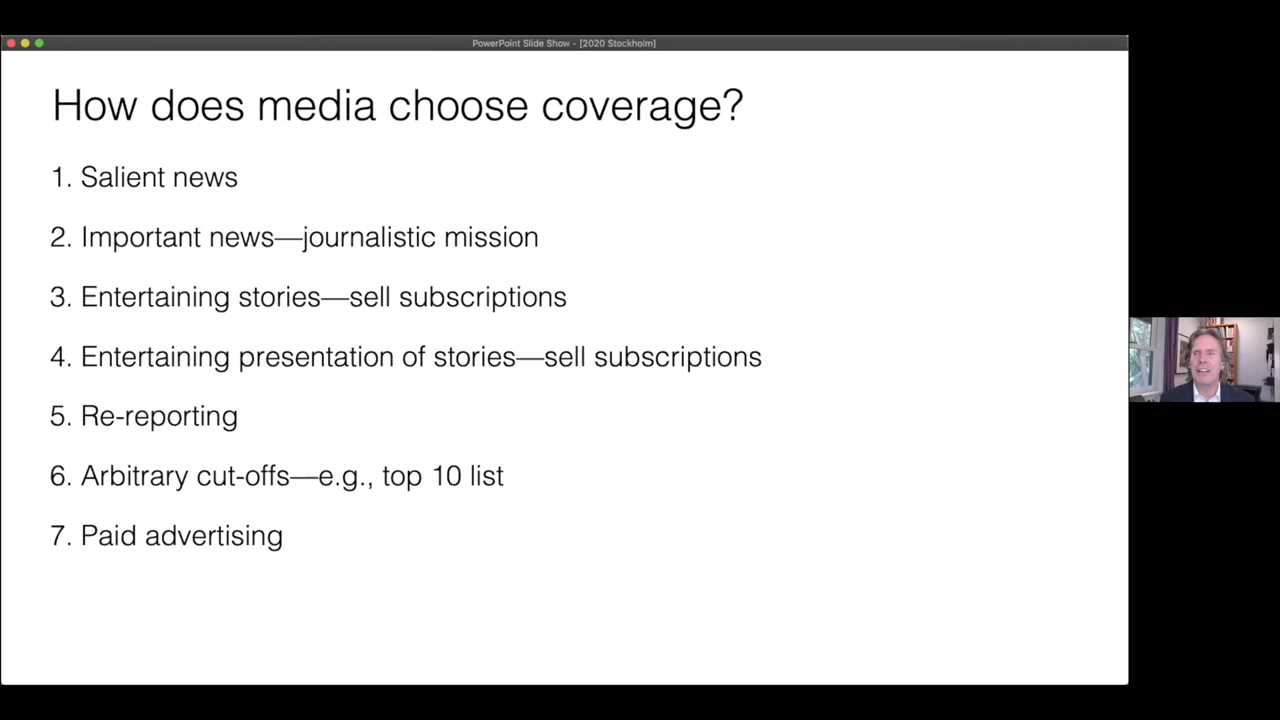 PowerPoint Slide Show - [2020 Stockholm]
How does media choose coverage?
1. Salient news
2. Important news—journalistic mission
3. Entertaining stories—sell subscriptions
4. Entertaining presentation of stories—sell subscriptions
5. Re-reporting
6. Arbitrary cut-offs—e.g., top 10 list
7. Paid advertising